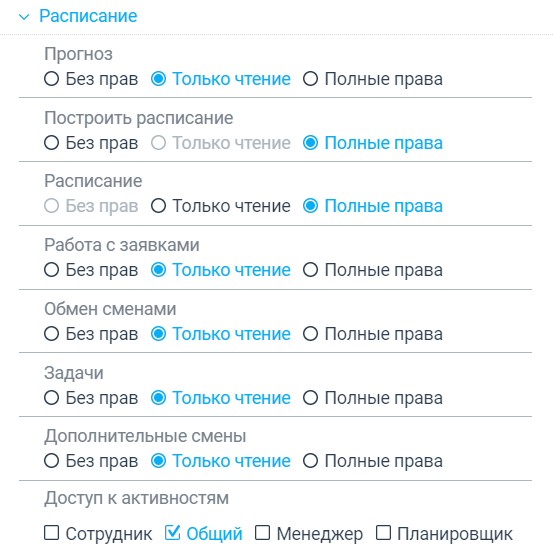 Расписание
Прогноз
Без прав Только чтение Полные права
Построить расписание
Без прав Только чтение Полные права
Расписание
Без прав Только чтение Полные права
Работа с заявками
Без прав Только чтение Полные права
Обмен сменами
Без прав Только чтение Полные права
Задачи
Без прав Только чтение Полные права
Дополнительные смены
Без прав Только чтение Полные права
Доступ к активностям
Сотрудник Общий Менеджер Планировщик